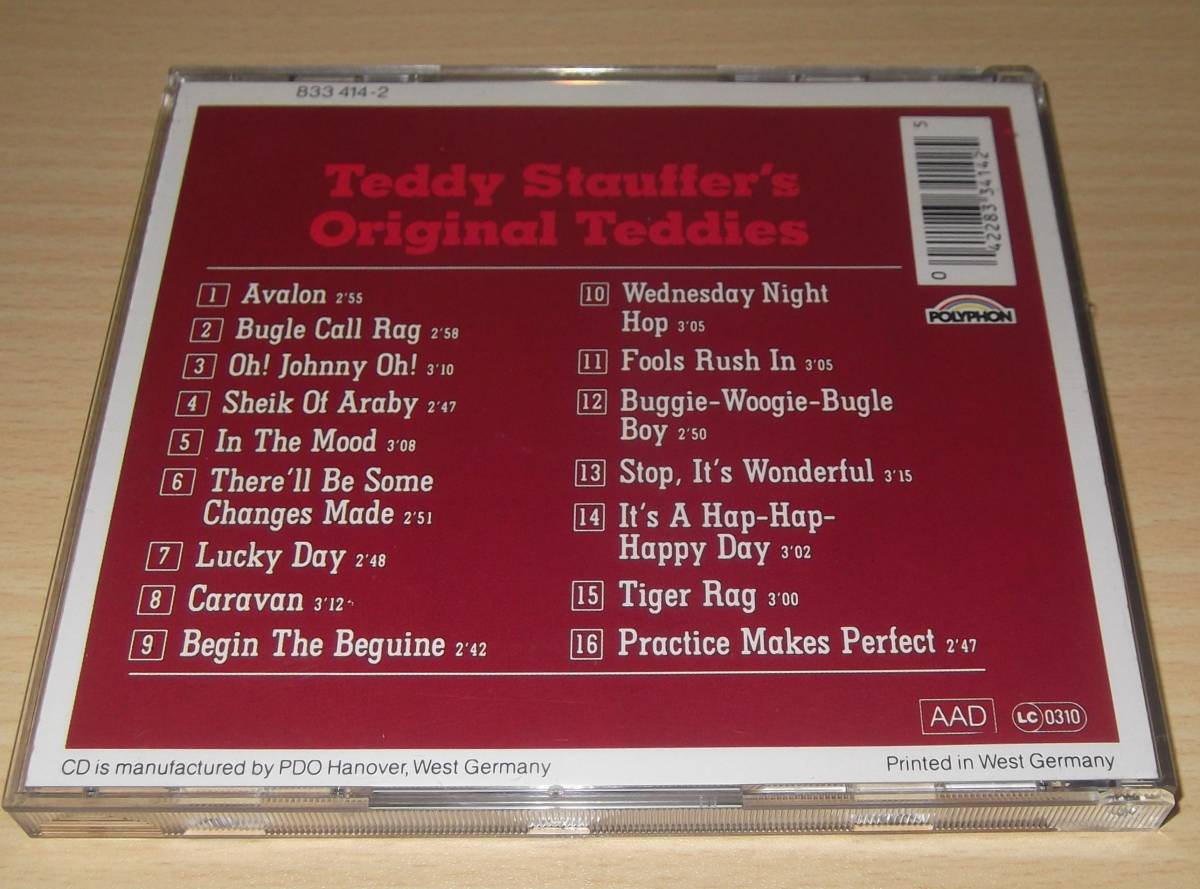 833 414-2
Teddy Stauffer's
Original Teddies
1 Avalon 2'55
2 Bugle Call Rag 2'58
3 Oh! Johnny Oh! 3'10
4 Sheik Of Araby 2'47
5 In The Mood 3'08
6 There'll Be Some
Changes Made 2'51
7 Lucky Day 2'48
8 Caravan 3'12
9 Begin The Beguine 2'42
10 Wednesday Night
Hop 3'05
11 Fools Rush In 3'05
12 Buggie-Woogie-Bugle
Boy 2'50
13 Stop, It's Wonderful 3'15
14 It's A Hap-Hap-
Happy Day 3'02
15 Tiger Rag 3'00
16 Practice Makes Perfect 2'47
0 42283 34142 5
POLYPHON
AAD
LC 0310
CD is manufactured by PDO Hanover, West Germany
Printed in West Germany